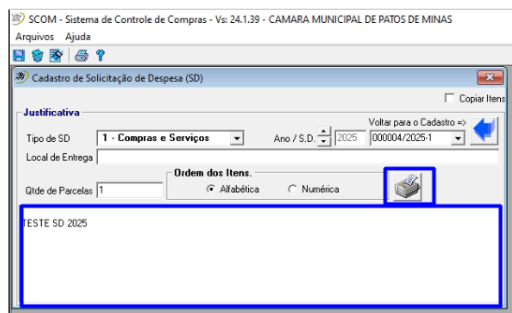 SCOM - Sistema de Controle de Compras - Vs: 24.1.39 - CAMARA MUNICIPAL DE PATOS DE MINAS
Arquivos Ajuda
Cadastro de Solicitação de Despesa (SD)
Copiar Itens
Justificativa
Voltar para o Cadastro =>
Tipo de SD 1 - Compras e Serviços Ano / S.D. 2025 000004/2025-1
Local de Entrega
Ordem dos Itens.
Qtde de Parcelas 1 Alfabética Numérica
TESTE SD 2025